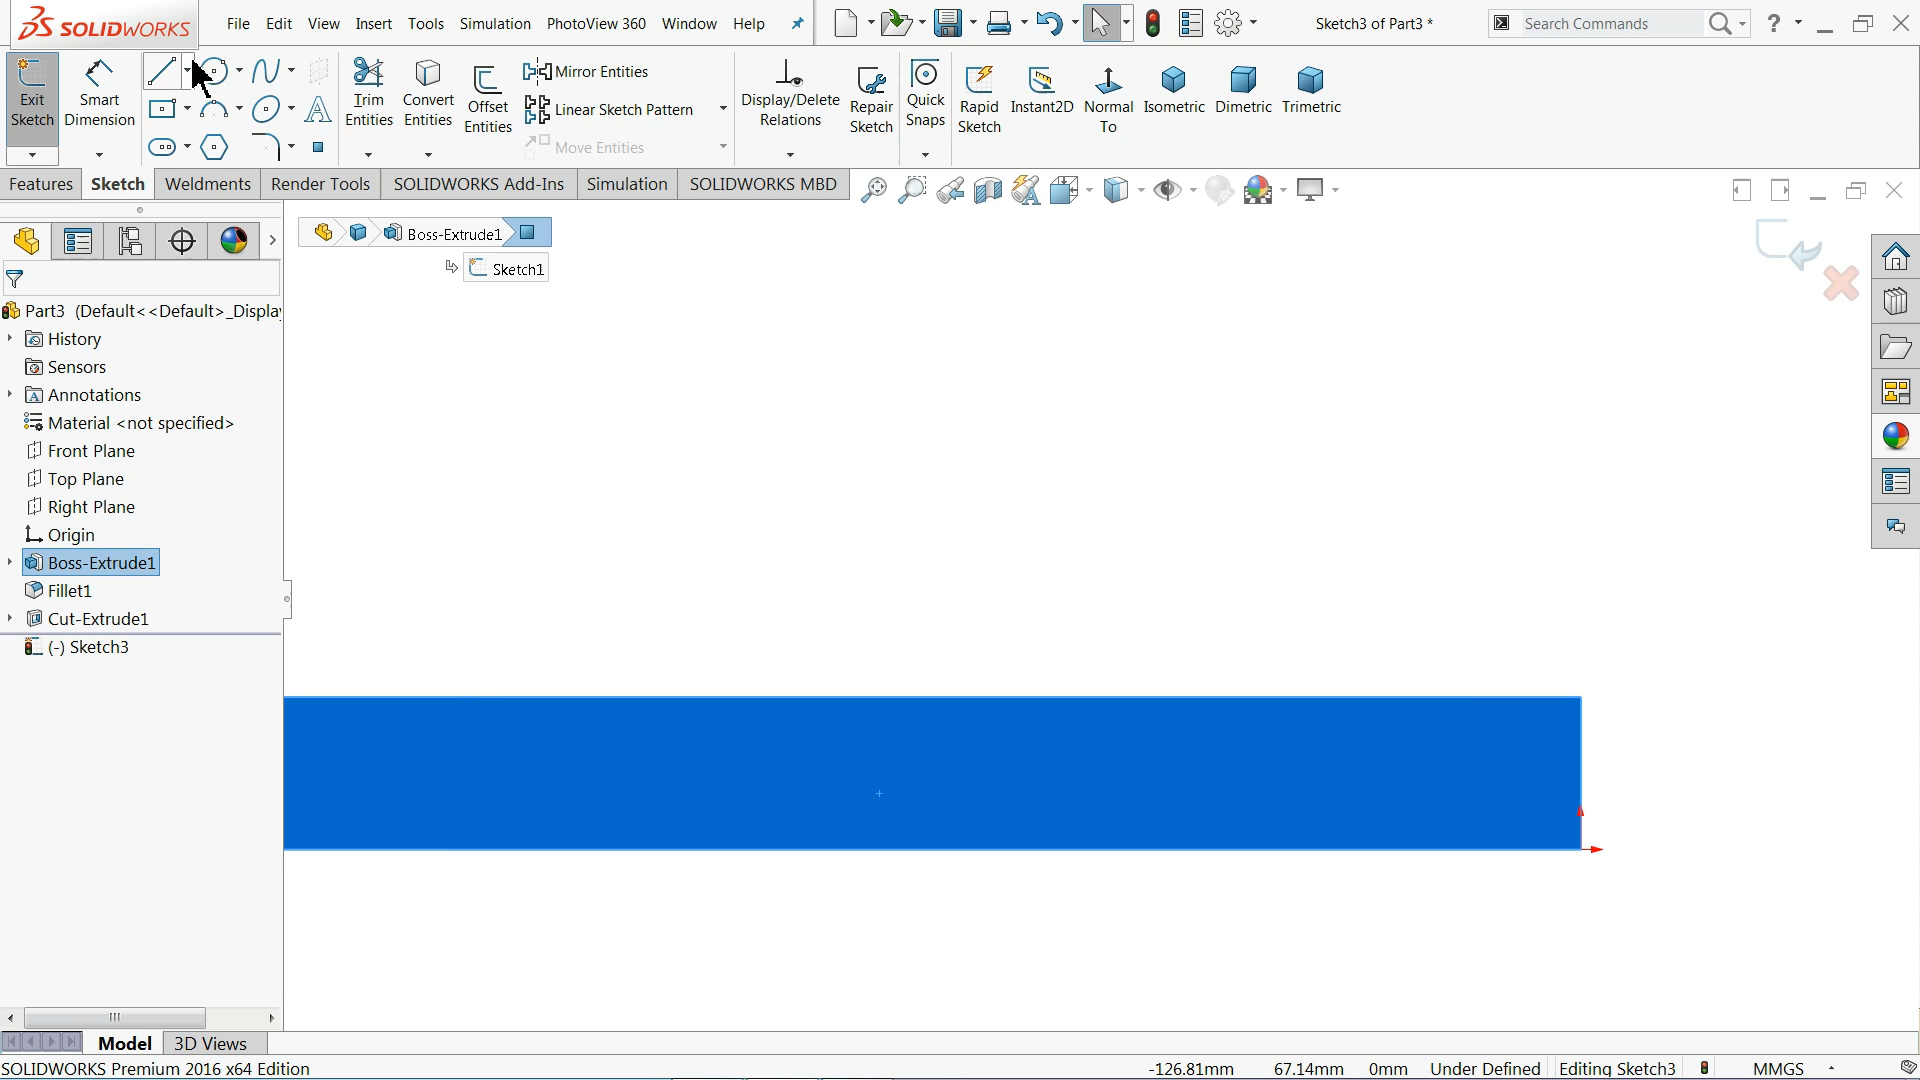 SOLIDWORKS
File Edit View Insert Tools Simulation PhotoView 360 Window Help
Sketch3 of Part3 *
Search Commands
Exit Sketch
Smart Dimension
Trim Entities
Convert Entities
Offset Entities
Mirror Entities
Linear Sketch Pattern
Move Entities
Display/Delete Relations
Repair Sketch
Quick Snaps
Rapid Sketch
Instant2D
Normal To
Isometric
Dimetric
Trimetric
Features Sketch Weldments Render Tools SOLIDWORKS Add-Ins Simulation SOLIDWORKS MBD
Boss-Extrude1
Sketch1
Part3 (Default<<Default>_Display
History
Sensors
Annotations
Material <not specified>
Front Plane
Top Plane
Right Plane
Origin
Boss-Extrude1
Fillet1
Cut-Extrude1
(-) Sketch3
Model 3D Views
SOLIDWORKS Premium 2016 x64 Edition
-126.81mm 67.14mm 0mm Under Defined Editing Sketch3 MMGS